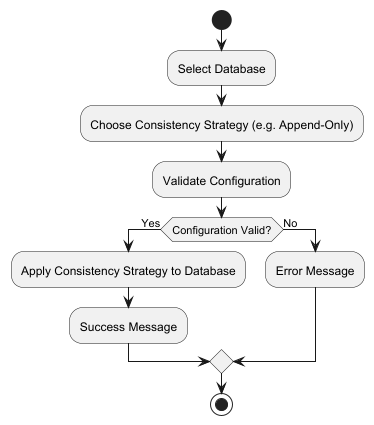 Select Database
Choose Consistency Strategy (e.g. Append-Only)
Validate Configuration
Yes
Configuration Valid?
No
Apply Consistency Strategy to Database
Error Message
Success Message